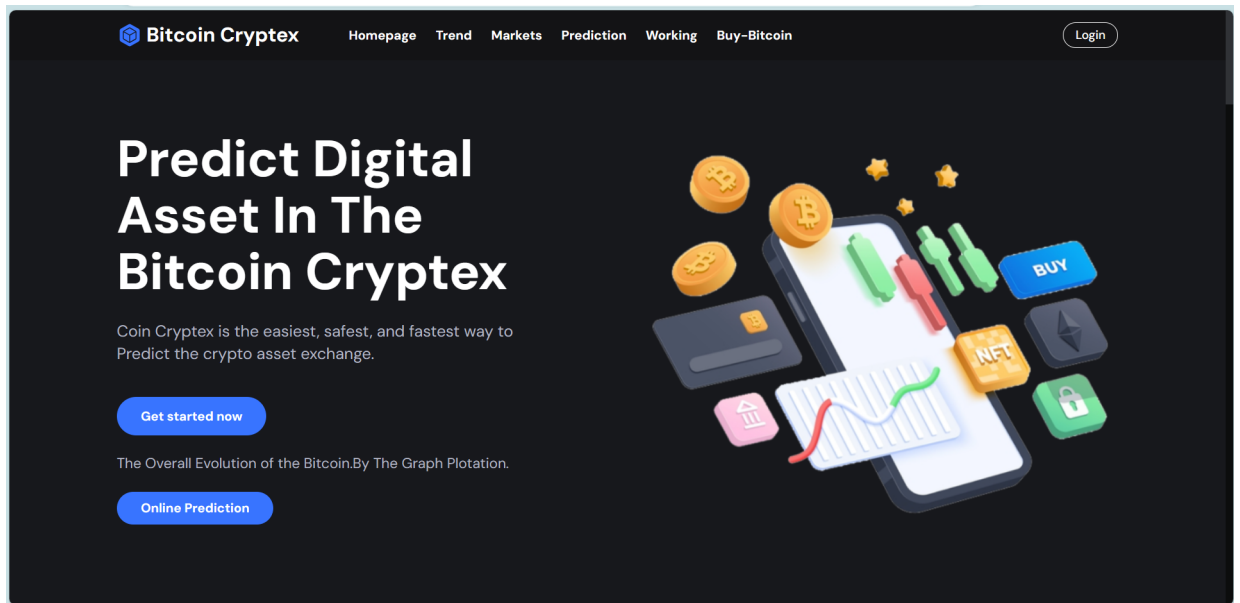 Bitcoin Cryptex
Homepage Trend Markets Prediction Working Buy-Bitcoin
Login
Predict Digital
Asset In The
Bitcoin Cryptex
Coin Cryptex is the easiest, safest, and fastest way to
Predict the crypto asset exchange.
Get started now
The Overall Evolution of the Bitcoin.By The Graph Plotation.
Online Prediction
BUY
NFT